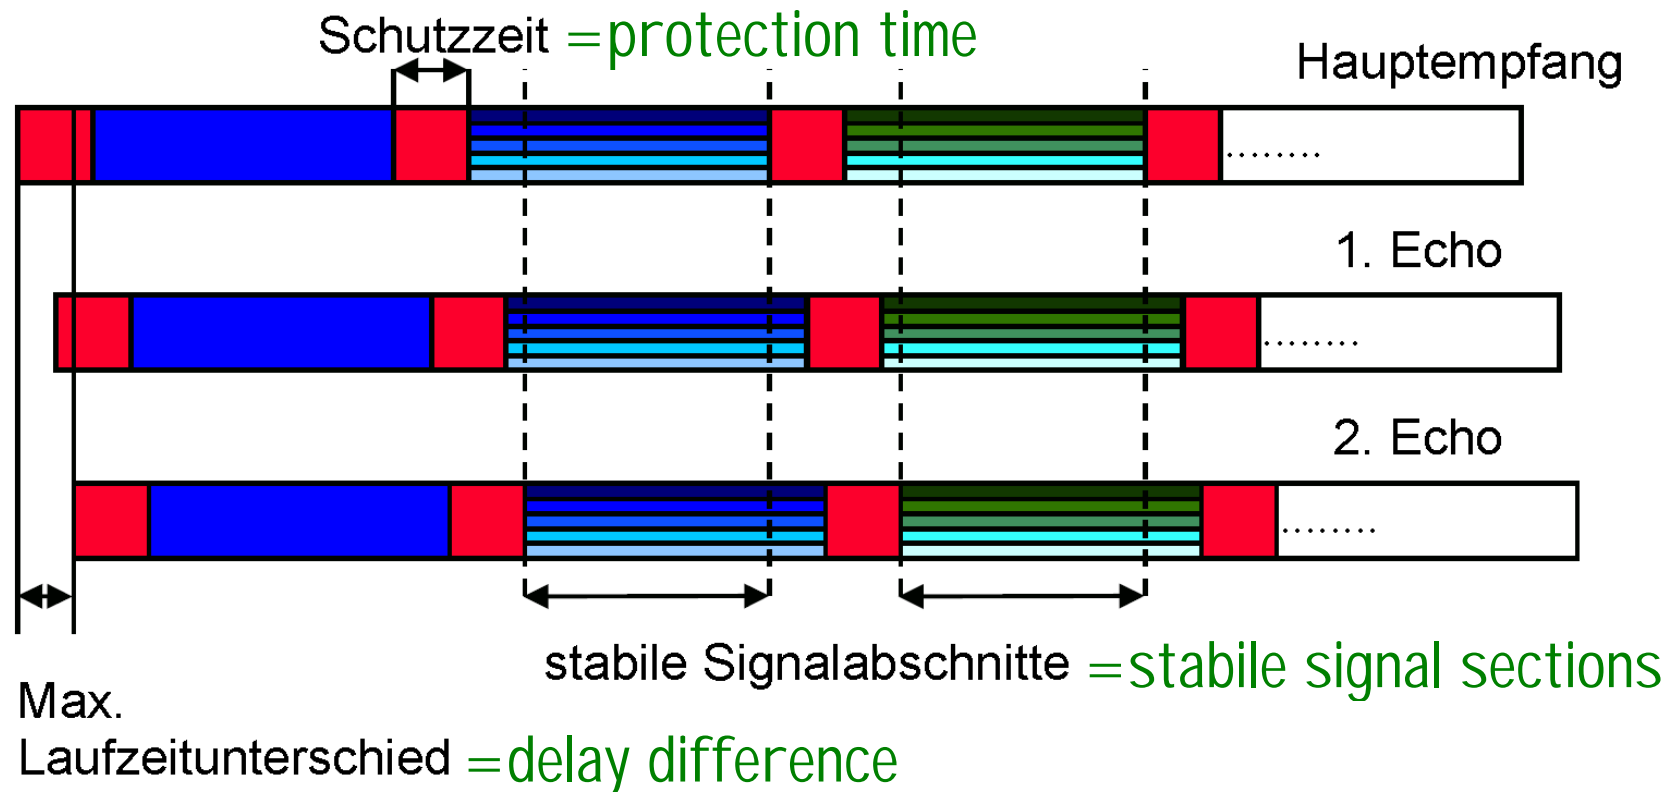 Schutzzeit =protection time
Hauptempfang
........
1. Echo
........
2. Echo
........
stabile Signalabschnitte =stabile signal sections
Max.
Laufzeitunterschied =delay difference